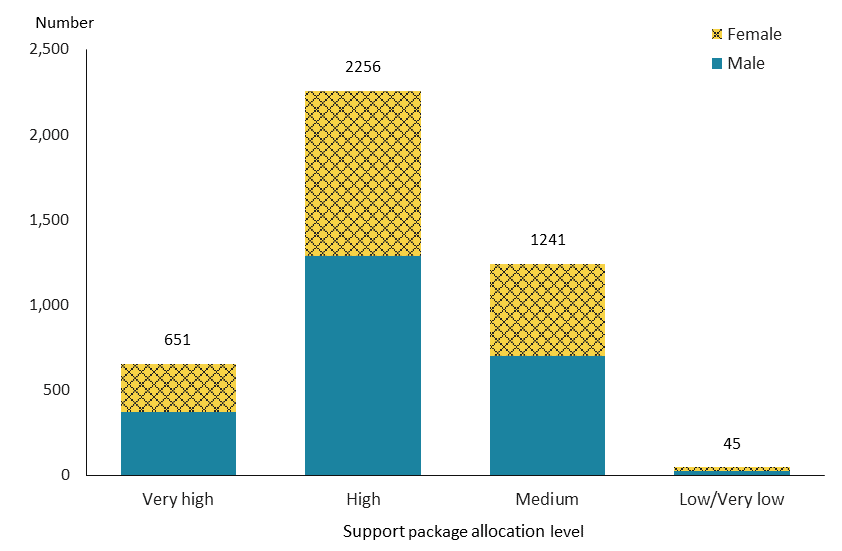 Number
Female
Male
2,500
2,000
1,500
1,000
500
0
651
2256
1241
45
Very high
High
Medium
Low/Very low
Support package allocation level